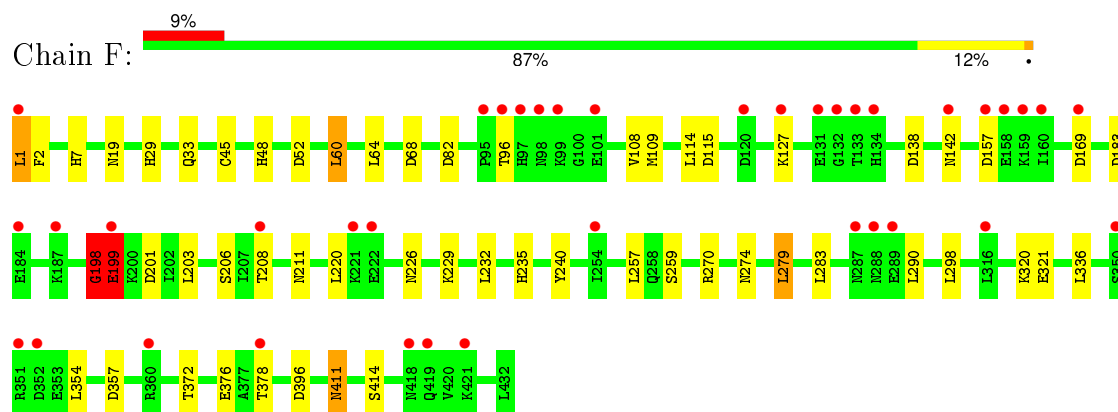 9%
Chain F:
87% 12% •
L1 F2 H7 N19 H29 Q33 C45 H48 D52 L60 L64 D68 D82 P95 T96 H97 N98 K99 G100 E101 V108 M109 L114 D115 D120 K127 E131 G132 T133 H134 D138 N142 D157 E158 K159 I160 D169 D183
E184 K187 G198 E199 K200 D201 I202 L203 S206 I207 T208 N211 L220 K221 E222 N226 K229 L232 H235 Y240 I254 L257 Q258 S259 R270 N274 L279 L283 N287 N288 E289 L290 L298 L316 K320 E321 L336 S350
R351 D352 E353 L354 D357 R360 T372 E376 A377 T378 D396 N411 S414 N418 Q419 V420 K421 L432